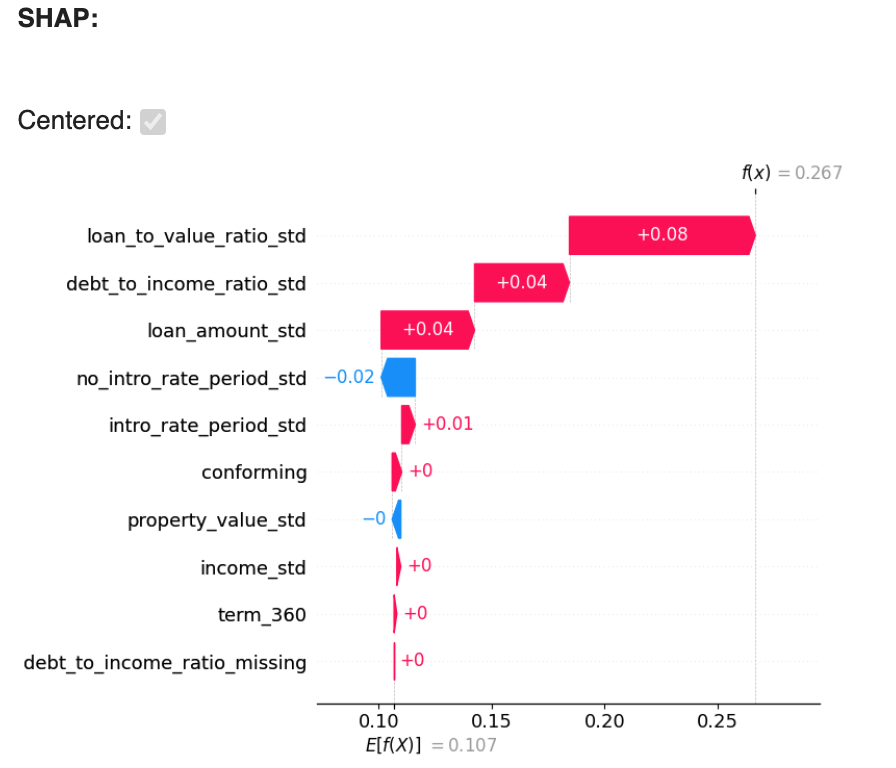 SHAP:
Centered:
f(x) = 0.267
loan_to_value_ratio_std +0.08
debt_to_income_ratio_std +0.04
loan_amount_std +0.04
no_intro_rate_period_std −0.02
intro_rate_period_std +0.01
conforming +0
property_value_std −0
income_std +0
term_360 +0
debt_to_income_ratio_missing +0
0.10 0.15 0.20 0.25
E[f(X)] = 0.107